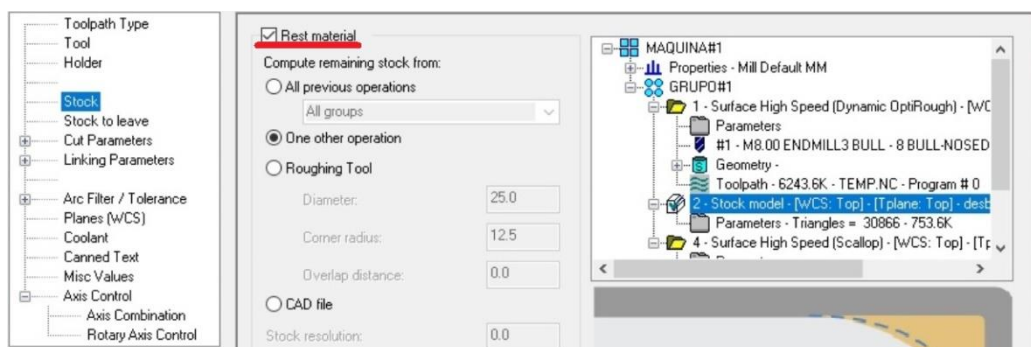 Toolpath Type
Tool
Holder
Stock
Stock to leave
Cut Parameters
Linking Parameters
Arc Filter / Tolerance
Planes (WCS)
Coolant
Canned Text
Misc Values
Axis Control
Axis Combination
Rotary Axis Control
Rest material
Compute remaining stock from:
All previous operations
All groups
One other operation
Roughing Tool
Diameter: 25.0
Corner radius: 12.5
Overlap distance: 0.0
CAD file
Stock resolution: 0.0
MAQUINA#1
Properties - Mill Default MM
GRUPO#1
1 - Surface High Speed (Dynamic OptiRough) - [WC
Parameters
#1 - M8.00 ENDMILL3 BULL - 8 BULL-NOSED
Geometry -
Toolpath - 6243.6K - TEMP.NC - Program # 0
2 - Stock model - [WCS: Top] - [Tplane: Top] - desb
Parameters - Triangles = 30866 - 753.6K
4 - Surface High Speed (Scallop) - [WCS: Top] - [Tp